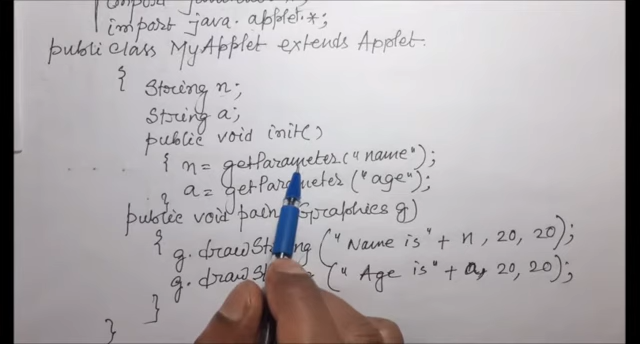 import java.applet.*;
public class MyApplet extends Applet.
{ String n;
String a;
public void init()
{ n = getParameter("name");
a = getParameter("age");
}
public void Graphics g)
{ g. drawString ("Name is" + n, 20, 20);
g. ("Age is" + a, 20, 20);
}
}